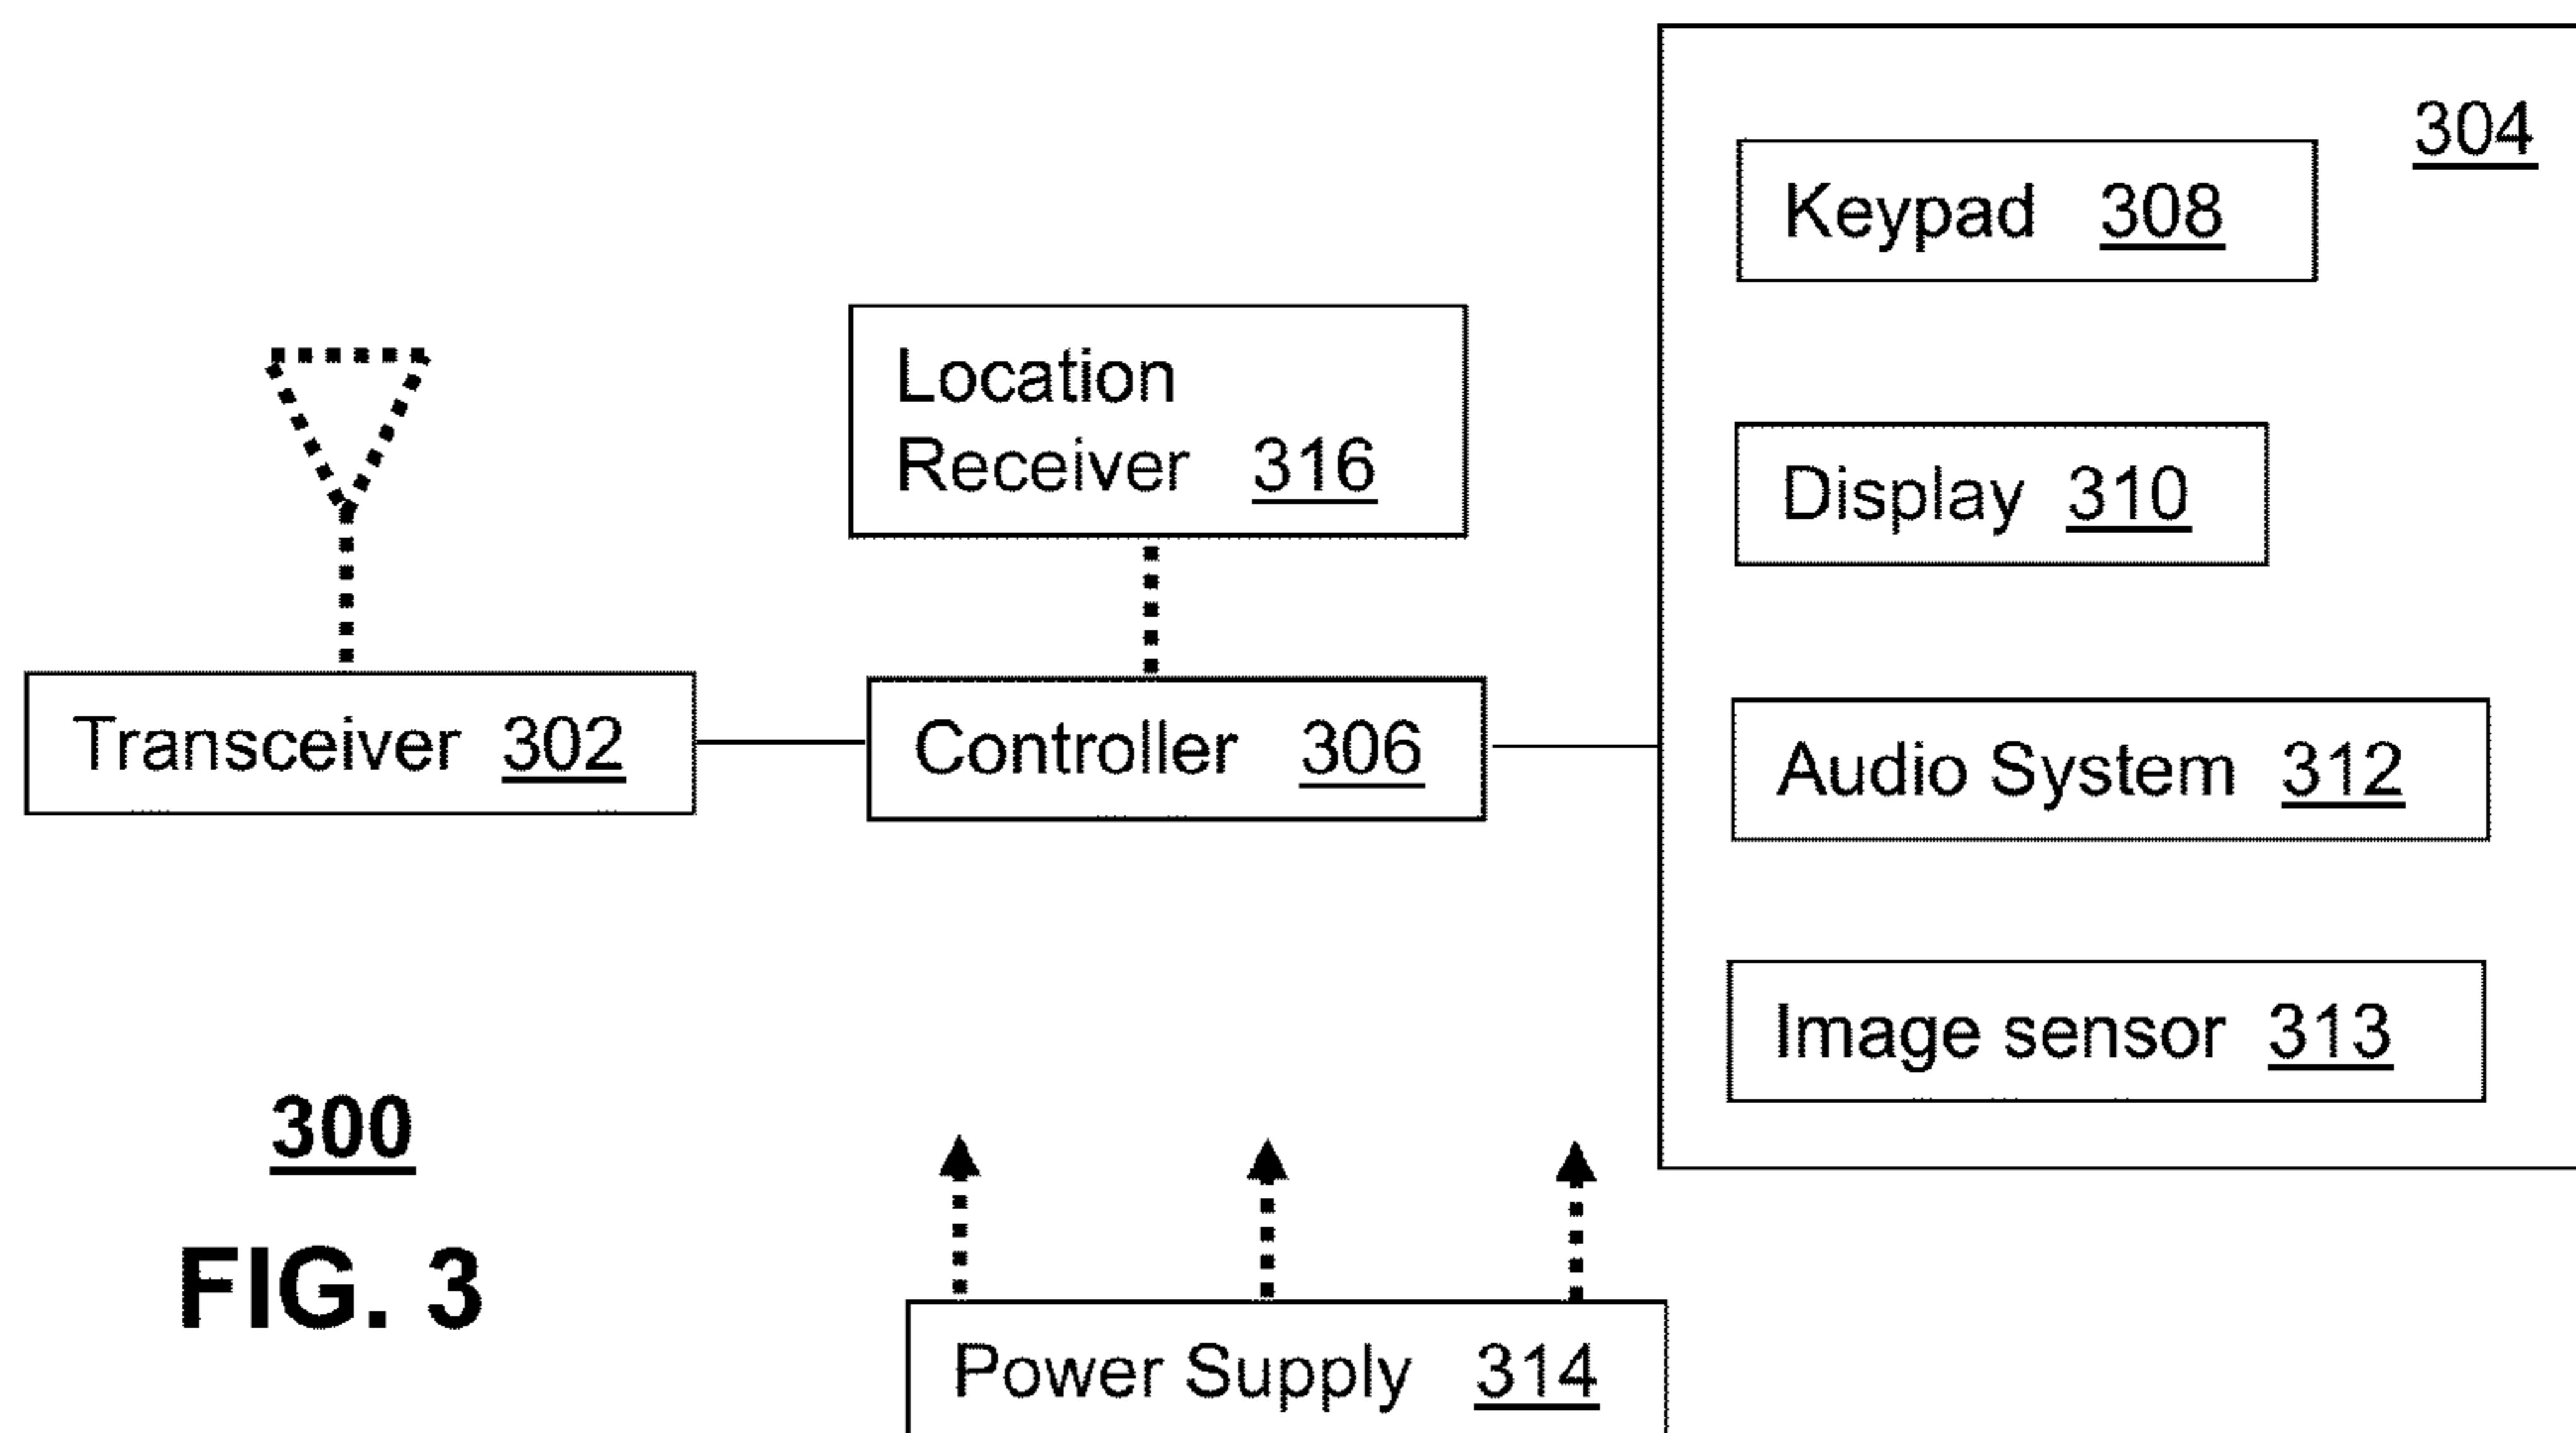 304
Keypad 308
Location
Receiver 316
Display 310
Transceiver 302
Controller 306
Audio System 312
Image sensor 313
300
FIG. 3
Power Supply 314